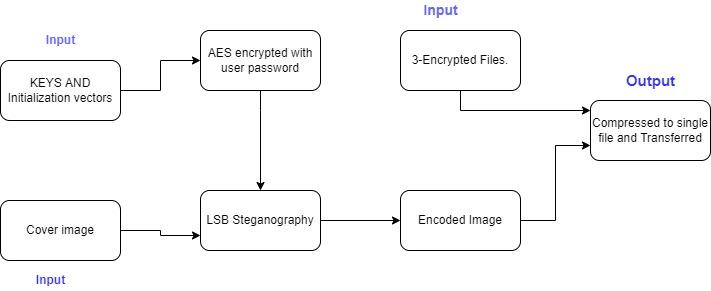 Input
Input
AES encrypted with
user password
3-Encrypted Files.
Output
KEYS AND
Initialization vectors
Compressed to single
file and Transferred
Cover image
LSB Steganography
Encoded Image
Input